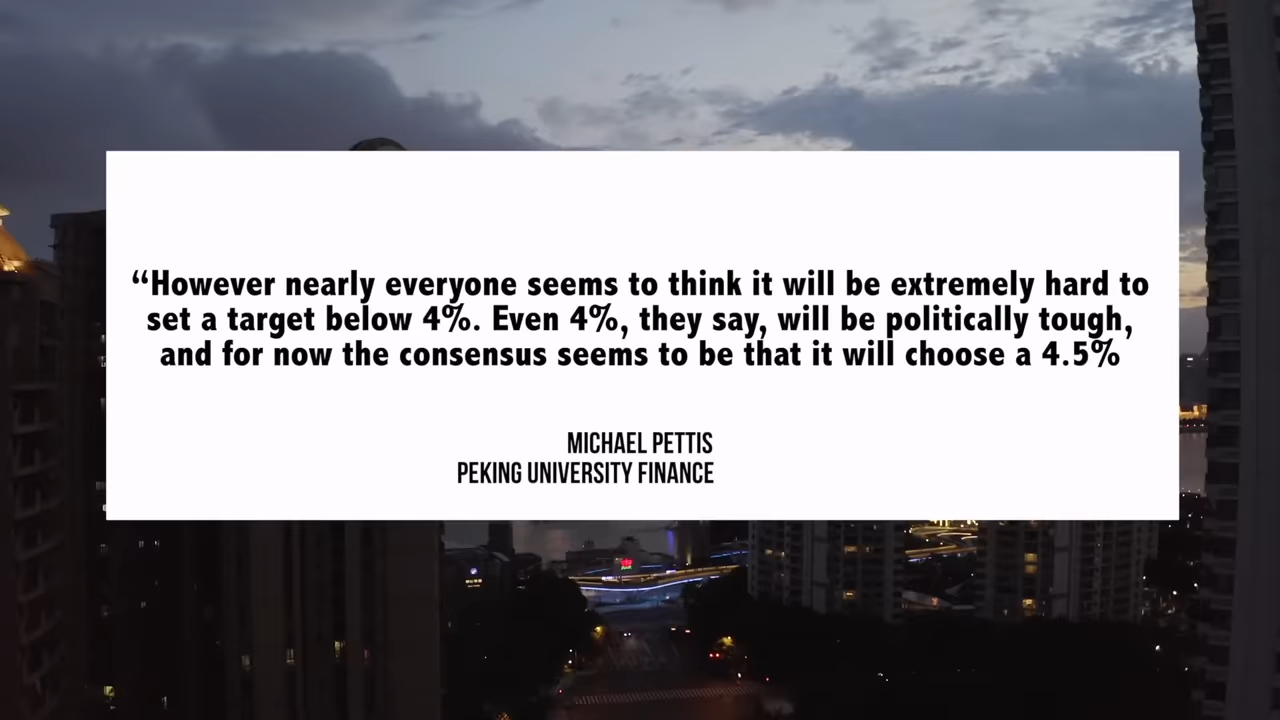 “However nearly everyone seems to think it will be extremely hard to
set a target below 4%. Even 4%, they say, will be politically tough,
and for now the consensus seems to be that it will choose a 4.5%
MICHAEL PETTIS
PEKING UNIVERSITY FINANCE